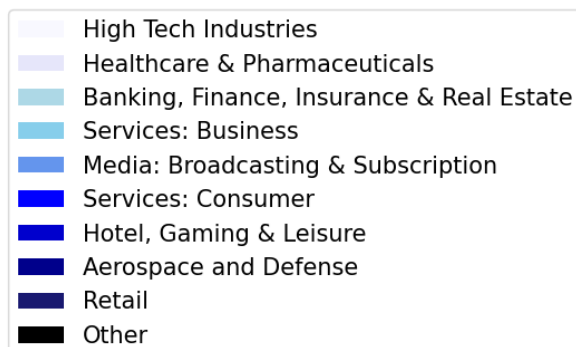 High Tech Industries
Healthcare & Pharmaceuticals
Banking, Finance, Insurance & Real Estate
Services: Business
Media: Broadcasting & Subscription
Services: Consumer
Hotel, Gaming & Leisure
Aerospace and Defense
Retail
Other